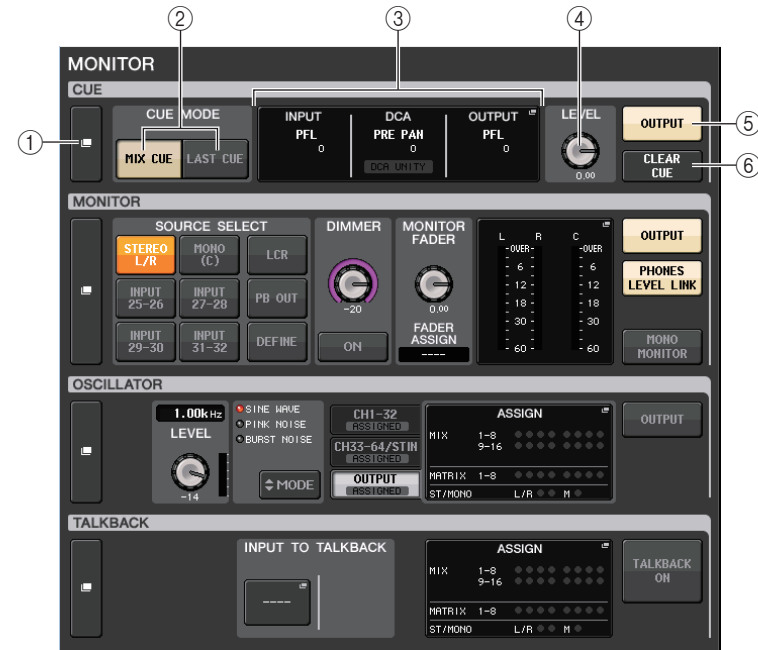 ② ③ ④
MONITOR
CUE
①
CUE MODE
MIX CUE LAST CUE
INPUT DCA OUTPUT
PFL PRE PAN PFL
0 0 0
DCA UNITY
LEVEL
0.00
OUTPUT ⑤
CLEAR CUE ⑥
MONITOR
SOURCE SELECT
STEREO L/R MONO (C) LCR
INPUT 25-26 INPUT 27-28 PB OUT
INPUT 29-30 INPUT 31-32 DEFINE
DIMMER
-20
ON
MONITOR FADER
0.00
FADER ASSIGN
----
L R C
-OVER- -OVER
- 6 - - 6
- 12 - - 12
- 18 - - 18
- 30 - - 30
- 60 - - 60
OUTPUT
PHONES LEVEL LINK
MONO MONITOR
OSCILLATOR
1.00kHz
LEVEL
-14
SINE WAVE
PINK NOISE
BURST NOISE
MODE
CH1-32
ASSIGNED
CH33-64/STIN
ASSIGNED
OUTPUT
ASSIGNED
ASSIGN
MIX 1-8
9-16
MATRIX 1-8
ST/MONO L/R M
OUTPUT
TALKBACK
INPUT TO TALKBACK
----
ASSIGN
MIX 1-8
9-16
MATRIX 1-8
ST/MONO L/R M
TALKBACK ON